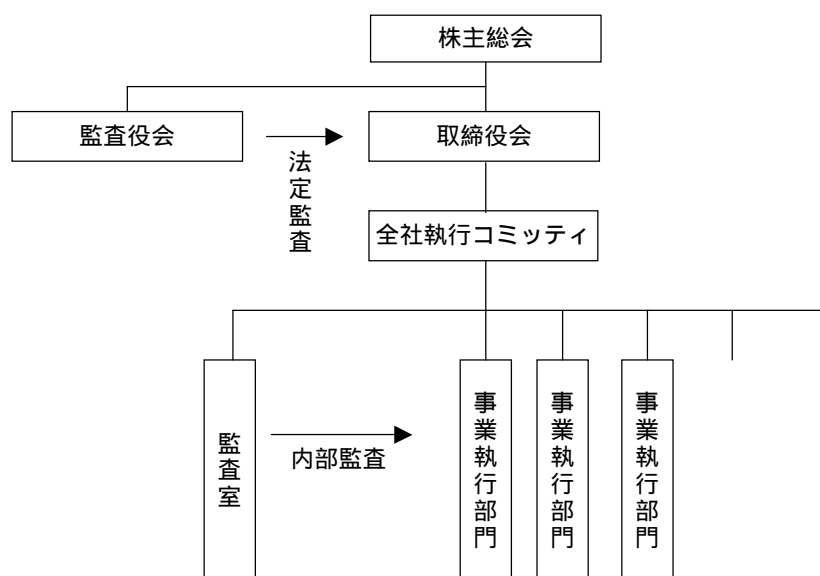 株主総会
監査役会
取締役会
法定監査
全社執行コミッティ
監査室
内部監査
事業執行部門
事業執行部門
事業執行部門